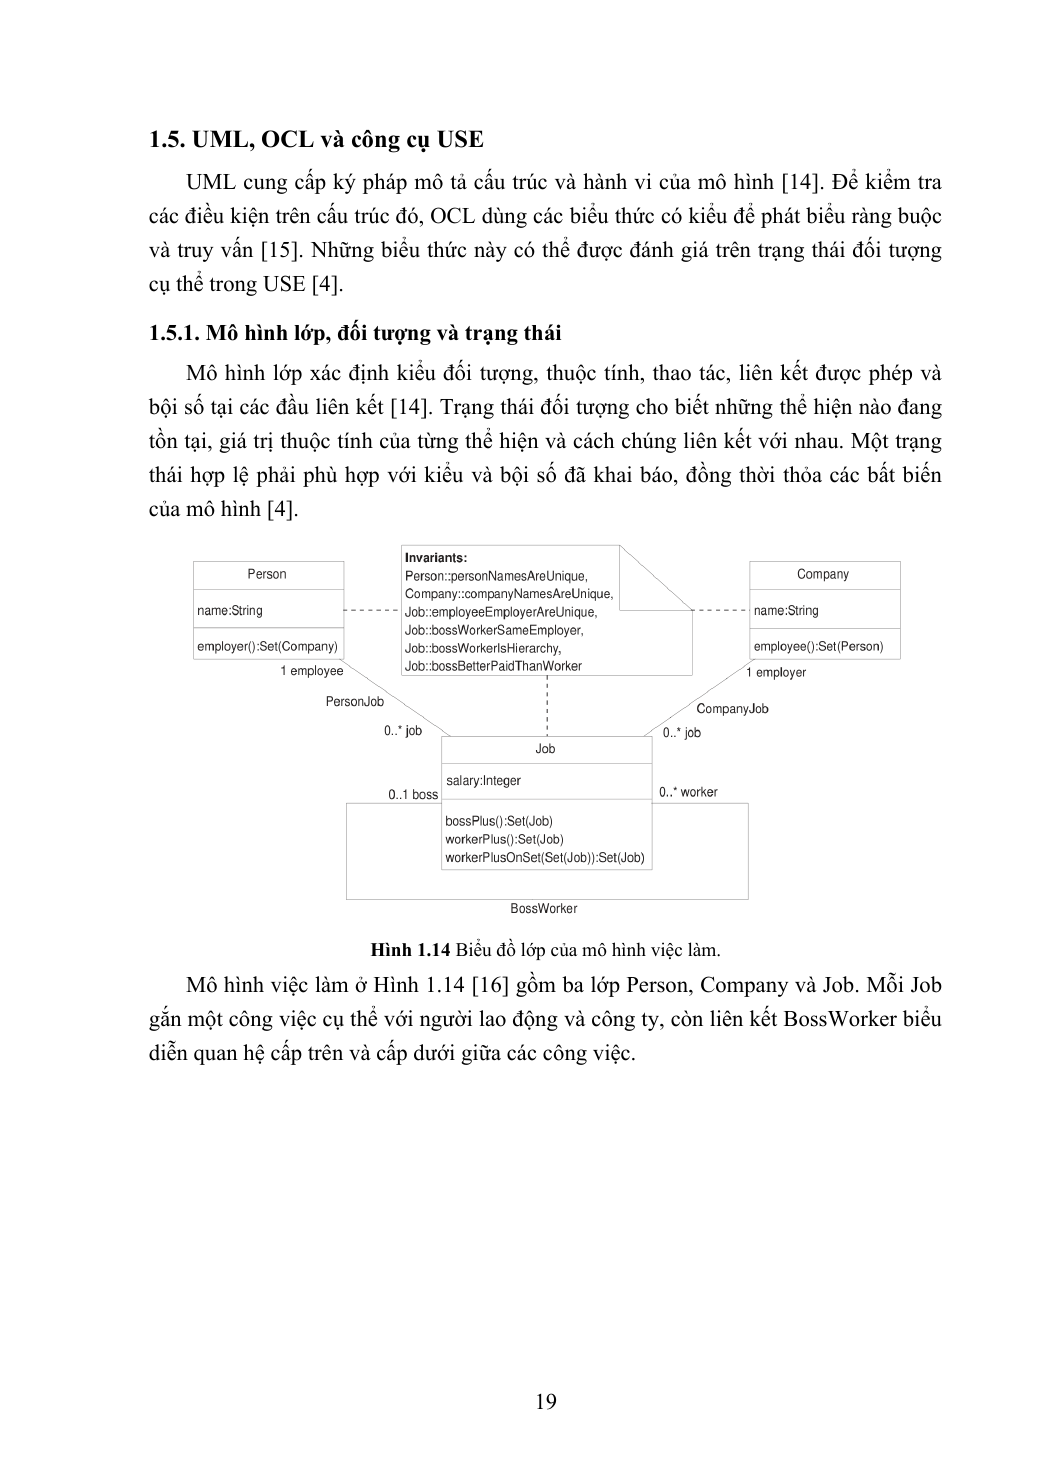 1.5. UML, OCL và công cụ USE
UML cung cấp ký pháp mô tả cấu trúc và hành vi của mô hình [14]. Để kiểm tra
các điều kiện trên cấu trúc đó, OCL dùng các biểu thức có kiểu để phát biểu ràng buộc
và truy vấn [15]. Những biểu thức này có thể được đánh giá trên trạng thái đối tượng
cụ thể trong USE [4].
1.5.1. Mô hình lớp, đối tượng và trạng thái
Mô hình lớp xác định kiểu đối tượng, thuộc tính, thao tác, liên kết được phép và
bội số tại các đầu liên kết [14]. Trạng thái đối tượng cho biết những thể hiện nào đang
tồn tại, giá trị thuộc tính của từng thể hiện và cách chúng liên kết với nhau. Một trạng
thái hợp lệ phải phù hợp với kiểu và bội số đã khai báo, đồng thời thỏa các bất biến
của mô hình [4].
Person
name:String
employer():Set(Company)
Invariants:
Person::personNamesAreUnique,
Company::companyNamesAreUnique,
Job::employeeEmployerAreUnique,
Job::bossWorkerSameEmployer,
Job::bossWorkerIsHierarchy,
Job::bossBetterPaidThanWorker
Company
name:String
employee():Set(Person)
1 employee
1 employer
PersonJob
CompanyJob
0..* job
0..* job
Job
salary:Integer
0..1 boss
0..* worker
bossPlus():Set(Job)
workerPlus():Set(Job)
workerPlusOnSet(Set(Job)):Set(Job)
BossWorker
Hình 1.14 Biểu đồ lớp của mô hình việc làm.
Mô hình việc làm ở Hình 1.14 [16] gồm ba lớp Person, Company và Job. Mỗi Job
gắn một công việc cụ thể với người lao động và công ty, còn liên kết BossWorker biểu
diễn quan hệ cấp trên và cấp dưới giữa các công việc.
19